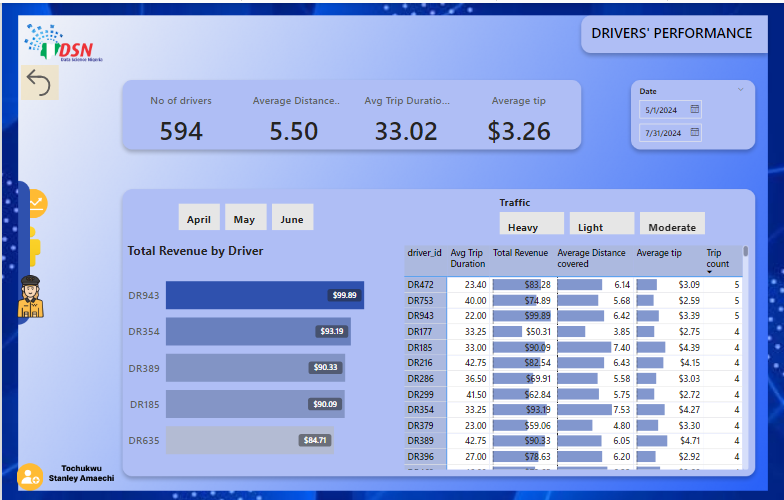 DSN
Data Science Nigeria
DRIVERS' PERFORMANCE
No of drivers
594
Average Distance..
5.50
Avg Trip Duratio...
33.02
Average tip
$3.26
Date
5/1/2024
7/31/2024
April May June
Traffic
Heavy Light Moderate
Total Revenue by Driver
DR943 $99.89
DR354 $93.19
DR389 $90.33
DR185 $90.09
DR635 $84.71
driver_id Avg Trip Duration Total Revenue Average Distance covered Average tip Trip count
DR472 23.40 $83.28 6.14 $3.09 5
DR753 40.00 $74.89 5.68 $2.59 5
DR943 22.00 $99.89 6.42 $3.39 5
DR177 33.25 $50.31 3.85 $2.75 4
DR185 33.00 $90.09 7.40 $4.39 4
DR216 42.75 $82.54 6.43 $4.15 4
DR286 36.50 $69.91 5.58 $3.03 4
DR299 41.50 $62.84 5.75 $2.72 4
DR354 33.25 $93.19 7.53 $4.27 4
DR379 23.00 $59.06 4.80 $3.30 4
DR389 42.75 $90.33 6.05 $4.71 4
DR396 27.00 $78.63 6.20 $2.92 4
Tochukwu
Stanley Amaechi